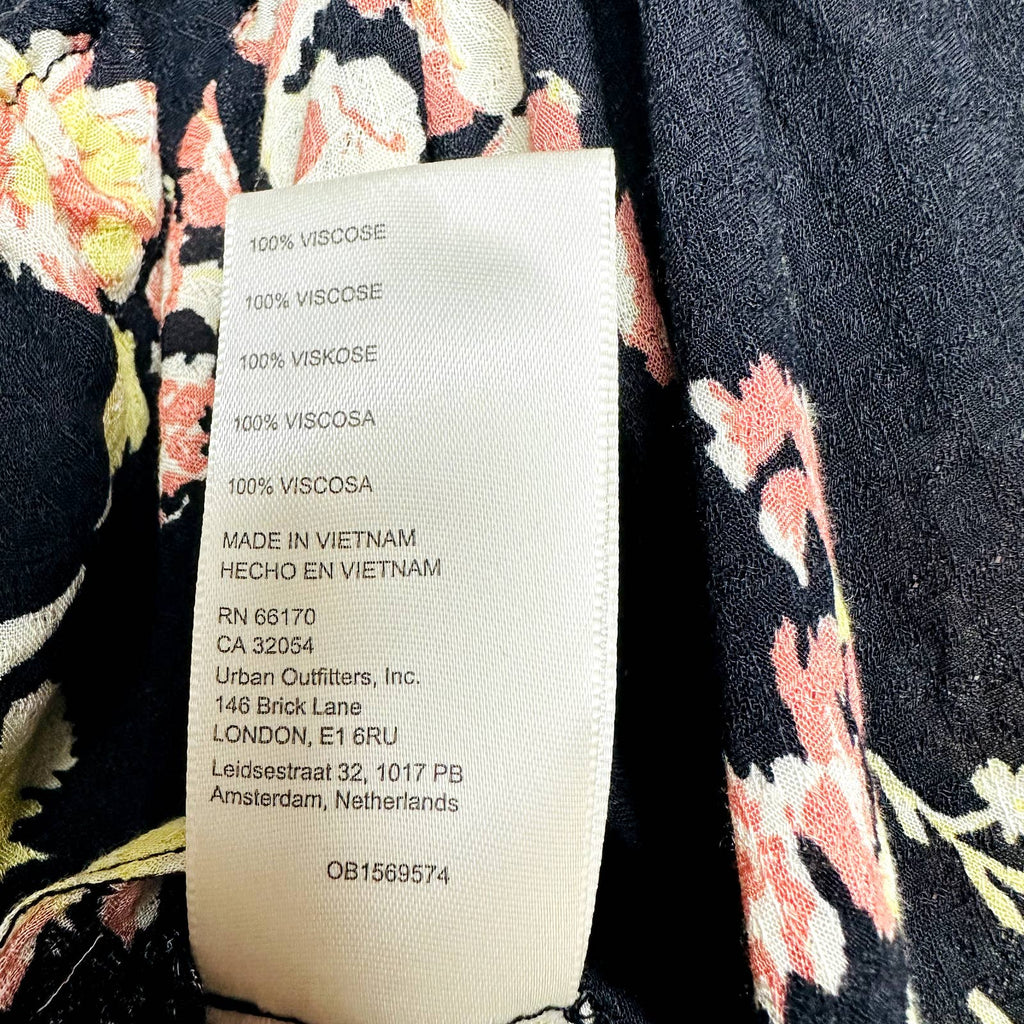 100% VISCOSE
100% VISCOSE
100% VISKOSE
100% VISCOSA
100% VISCOSA
MADE IN VIETNAM
HECHO EN VIETNAM
RN 66170
CA 32054
Urban Outfitters, Inc.
146 Brick Lane
LONDON, E1 6RU
Leidsestraat 32, 1017 PB
Amsterdam, Netherlands
OB1569574